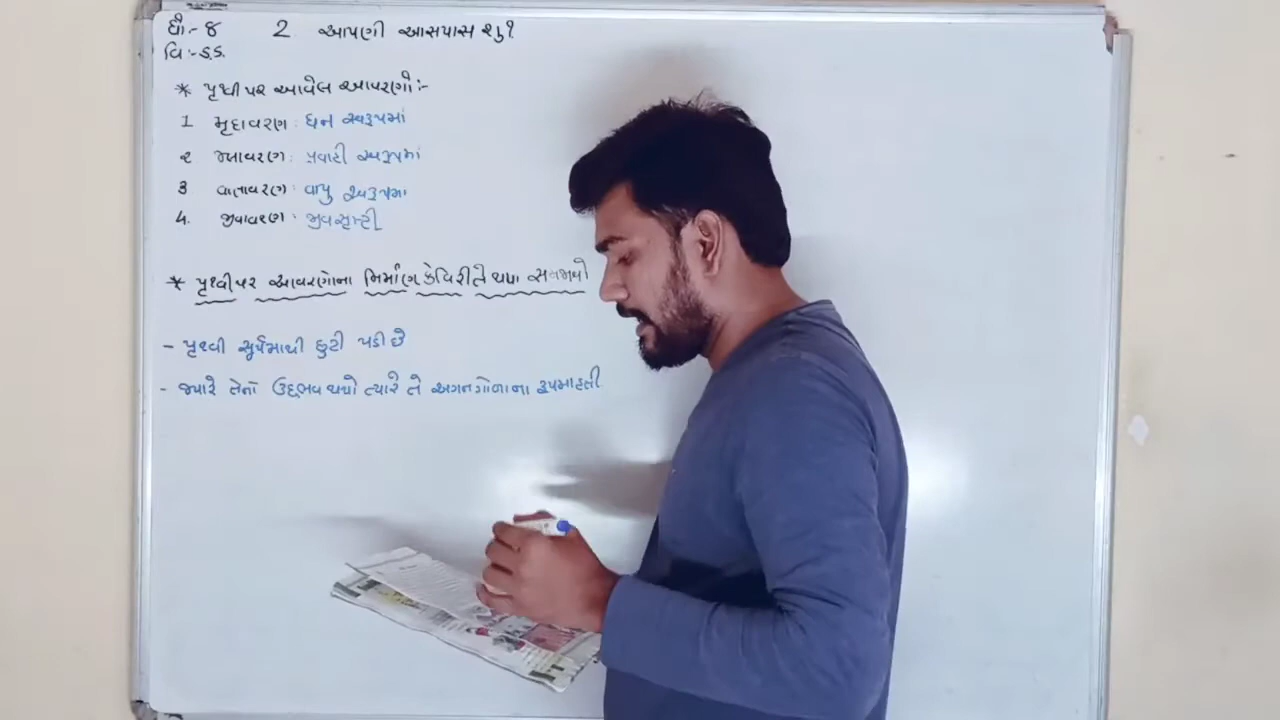 ધો:- ૪ 2 આપણી આસપાસ શું?
વિ:- S.S.
* પૃથ્વી પર આવેલ આવરણો:-
1 મૃદાવરણ: ઘન સ્વરૂપમાં
૨ જલાવરણ: પ્રવાહી સ્વરૂપમાં
3 વાતાવરણ: વાયુ સ્વરૂપમા
4. જીવાવરણ: જીવસૃષ્ટી
* પૃથ્વી પર આવરણોના નિર્માણ કેવિ રીતે થયા સમજાવો
- પૃથ્વી સૂર્યમાથી છુટી પડી છે
- જ્યારે તેનો ઉદ્દભવ થયો ત્યારે તે અગનગોળાના રૂપમા હતી.